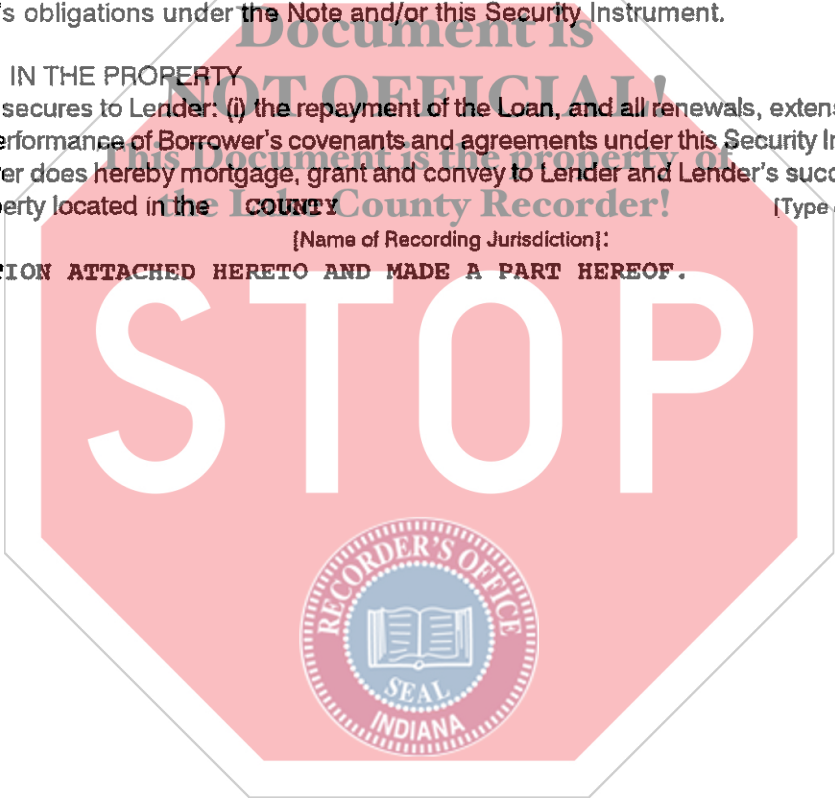 's obligations under the Note and/or this Security Instrument.
Document is
IN THE PROPERTY
NOT OFFICIAL!
secures to Lender: (i) the repayment of the Loan, and all renewals, extens
erformance of Borrower's covenants and agreements under this Security In
This Document is the property of
er does hereby mortgage, grant and convey to Lender and Lender's succ
the Lake County Recorder!
erty located in the COUNTY [Type
[Name of Recording Jurisdiction]:
TION ATTACHED HERETO AND MADE A PART HEREOF.
STOP
RECORDER'S OFFICE
SEAL
INDIANA